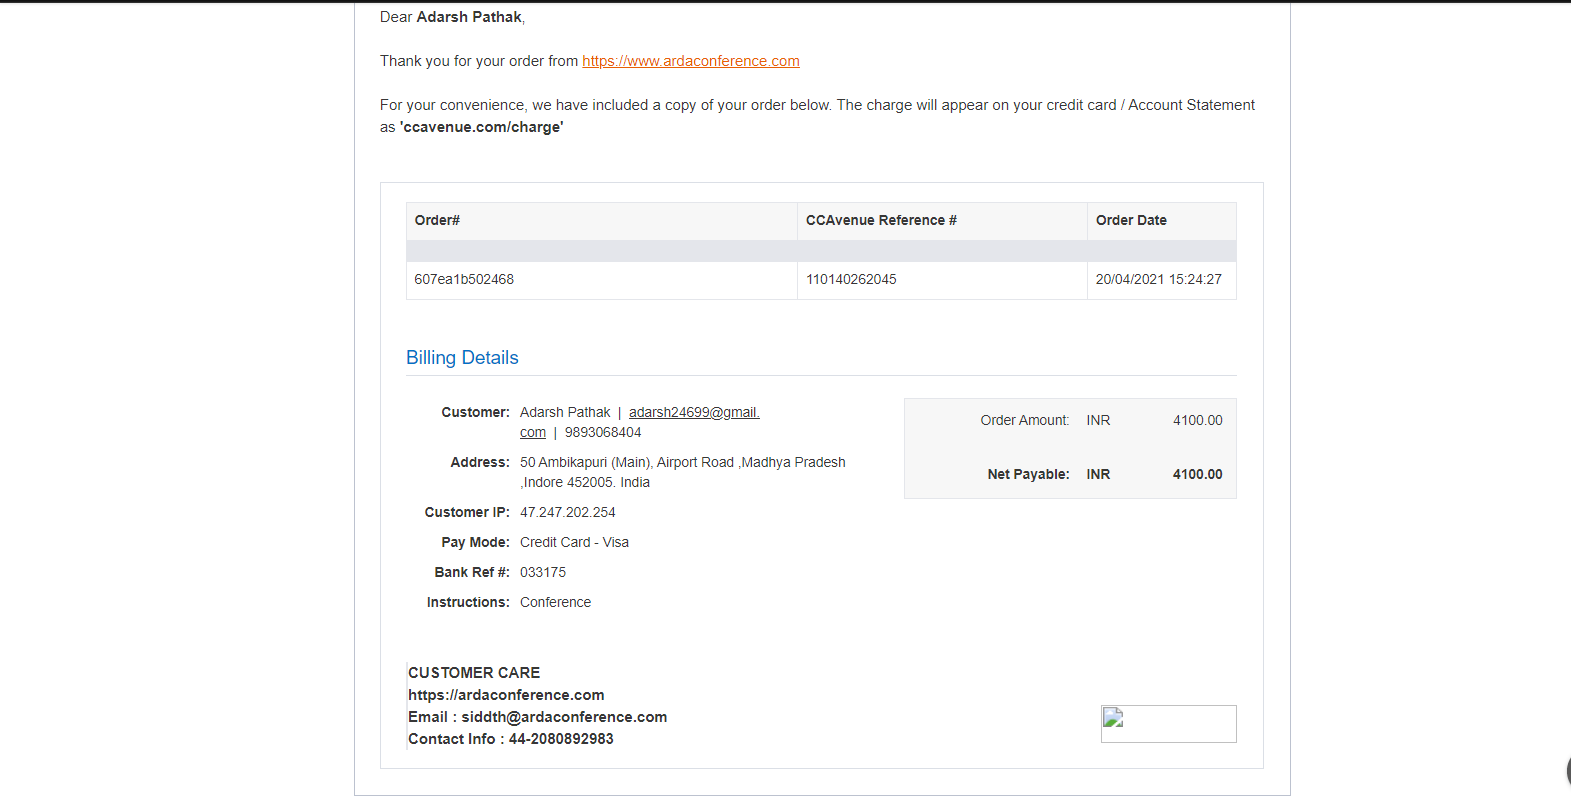 Dear Adarsh Pathak,
Thank you for your order from https://www.ardaconference.com
For your convenience, we have included a copy of your order below. The charge will appear on your credit card / Account Statement
as 'ccavenue.com/charge'
Order# CCAvenue Reference # Order Date
607ea1b502468 110140262045 20/04/2021 15:24:27
Billing Details
Customer: Adarsh Pathak | adarsh24699@gmail.
com | 9893068404
Address: 50 Ambikapuri (Main), Airport Road ,Madhya Pradesh
,Indore 452005. India
Customer IP: 47.247.202.254
Pay Mode: Credit Card - Visa
Bank Ref #: 033175
Instructions: Conference
Order Amount: INR 4100.00
Net Payable: INR 4100.00
CUSTOMER CARE
https://ardaconference.com
Email : siddth@ardaconference.com
Contact Info : 44-2080892983